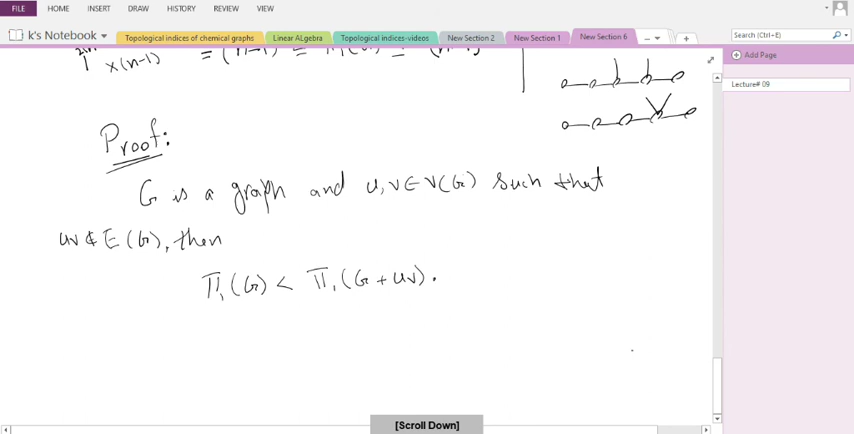 FILE HOME INSERT DRAW HISTORY REVIEW VIEW
k's Notebook Topological indices of chemical graphs Linear ALgebra Topological indices-videos New Section 2 New Section 1 New Section 6 Search (Ctrl+E)
Add Page
Lecture# 09
x(n-1)
Proof:
G is a graph and u,v∈V(G) such that
uv∉E(G), then
Π₁(G) < Π₁(G+uv).
[Scroll Down]